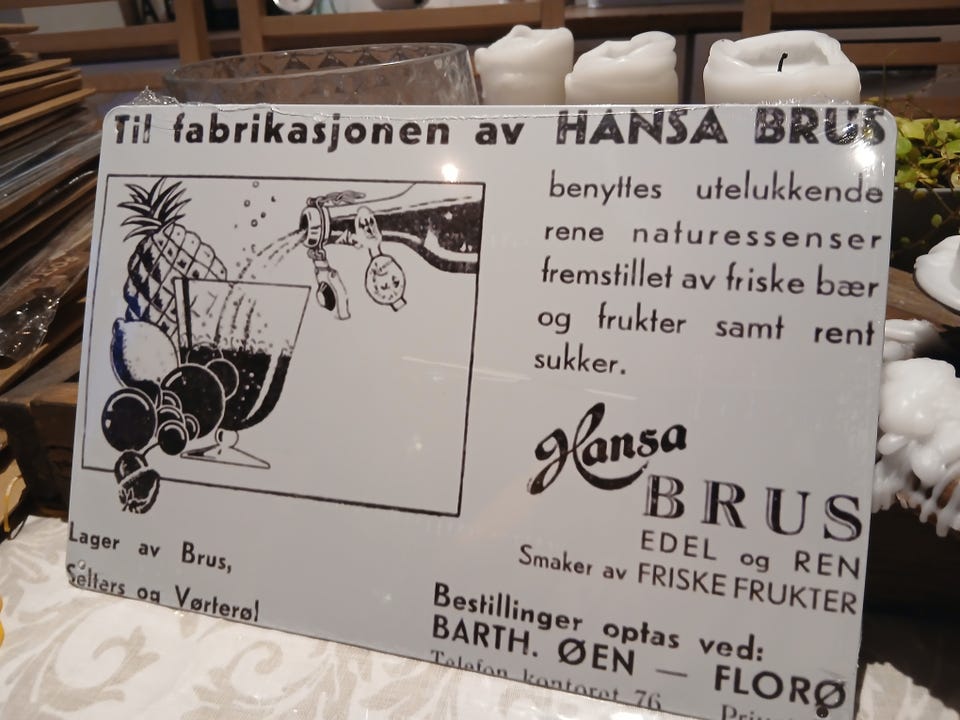 Til fabrikasjonen av HANSA BRUS
benyttes utelukkende
rene naturessenser
fremstillet av friske bær
og frukter samt rent
sukker.
Hansa
BRUS
EDEL og REN
Smaker av FRISKE FRUKTER
Lager av Brus,
Selters og Vørterøl
Bestillinger optas ved:
BARTH. ØEN — FLORØ
Telefon kontoret 76